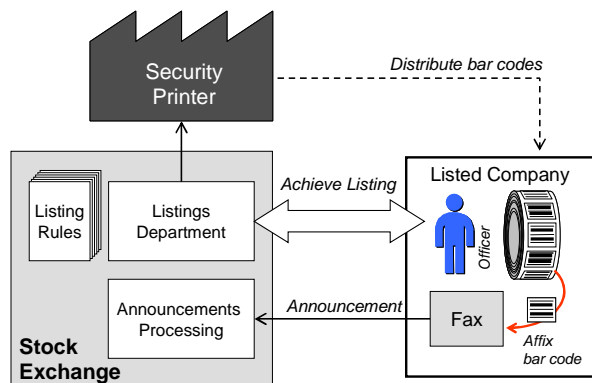 Security
Printer
Distribute bar codes
Listing
Rules
Listings
Department
Achieve Listing
Listed Company
Officer
Announcements
Processing
Announcement
Fax
Affix
bar code
Stock
Exchange